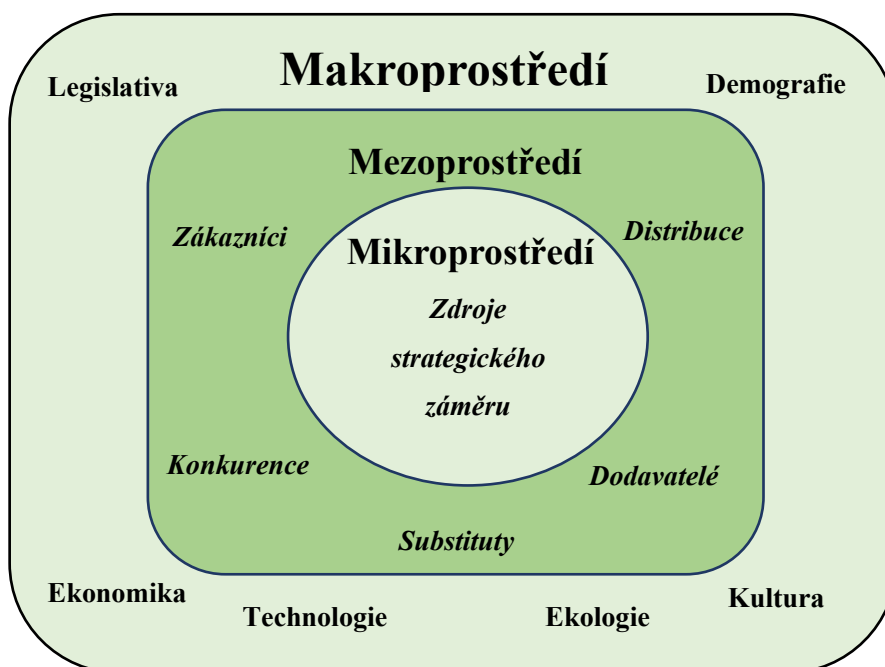 Makroprostředí
Legislativa
Demografie
Mezoprostředí
Zákazníci
Distribuce
Mikroprostředí
Zdroje
strategického
záměru
Konkurence
Dodavatelé
Substituty
Ekonomika
Technologie
Ekologie
Kultura